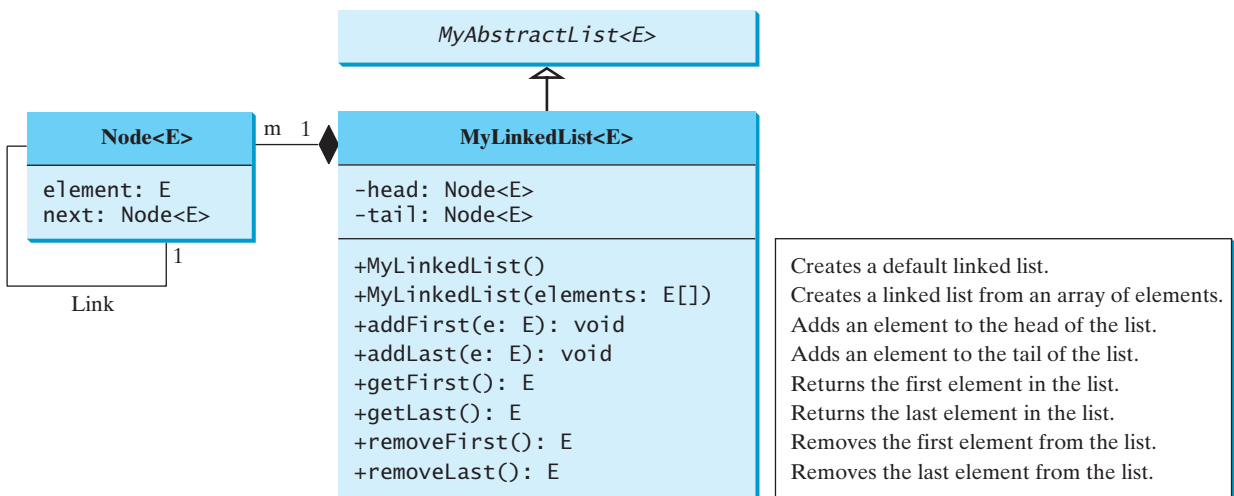 MyAbstractList<E>
Node<E>
m 1
MyLinkedList<E>
element: E
next: Node<E>
1
Link
-head: Node<E>
-tail: Node<E>
+MyLinkedList()
+MyLinkedList(elements: E[])
+addFirst(e: E): void
+addLast(e: E): void
+getFirst(): E
+getLast(): E
+removeFirst(): E
+removeLast(): E
Creates a default linked list.
Creates a linked list from an array of elements.
Adds an element to the head of the list.
Adds an element to the tail of the list.
Returns the first element in the list.
Returns the last element in the list.
Removes the first element from the list.
Removes the last element from the list.